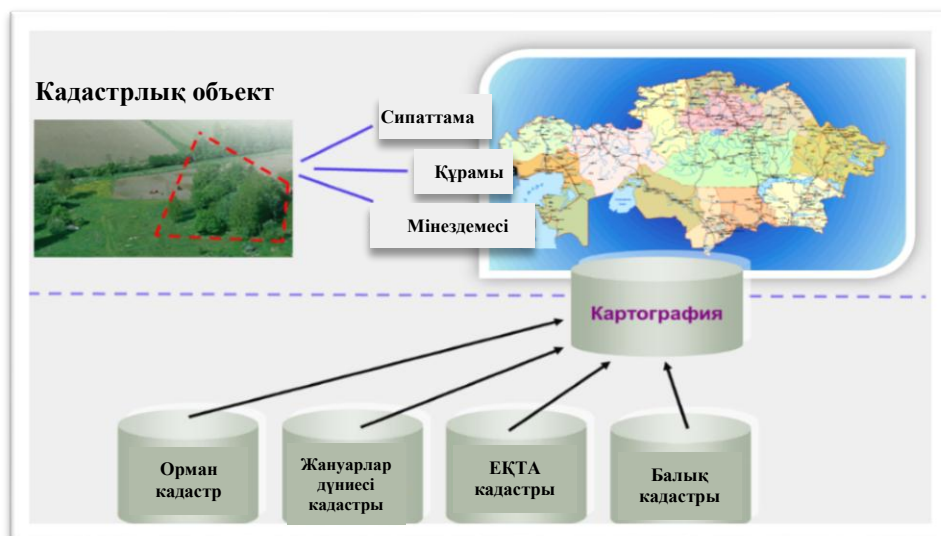 Кадастрлық объект
Сипаттама
Құрамы
Мінездемесі
Картография
Орман
кадастр
Жануарлар
дүниесі
кадастры
ЕҚТА
кадастры
Балық
кадастры